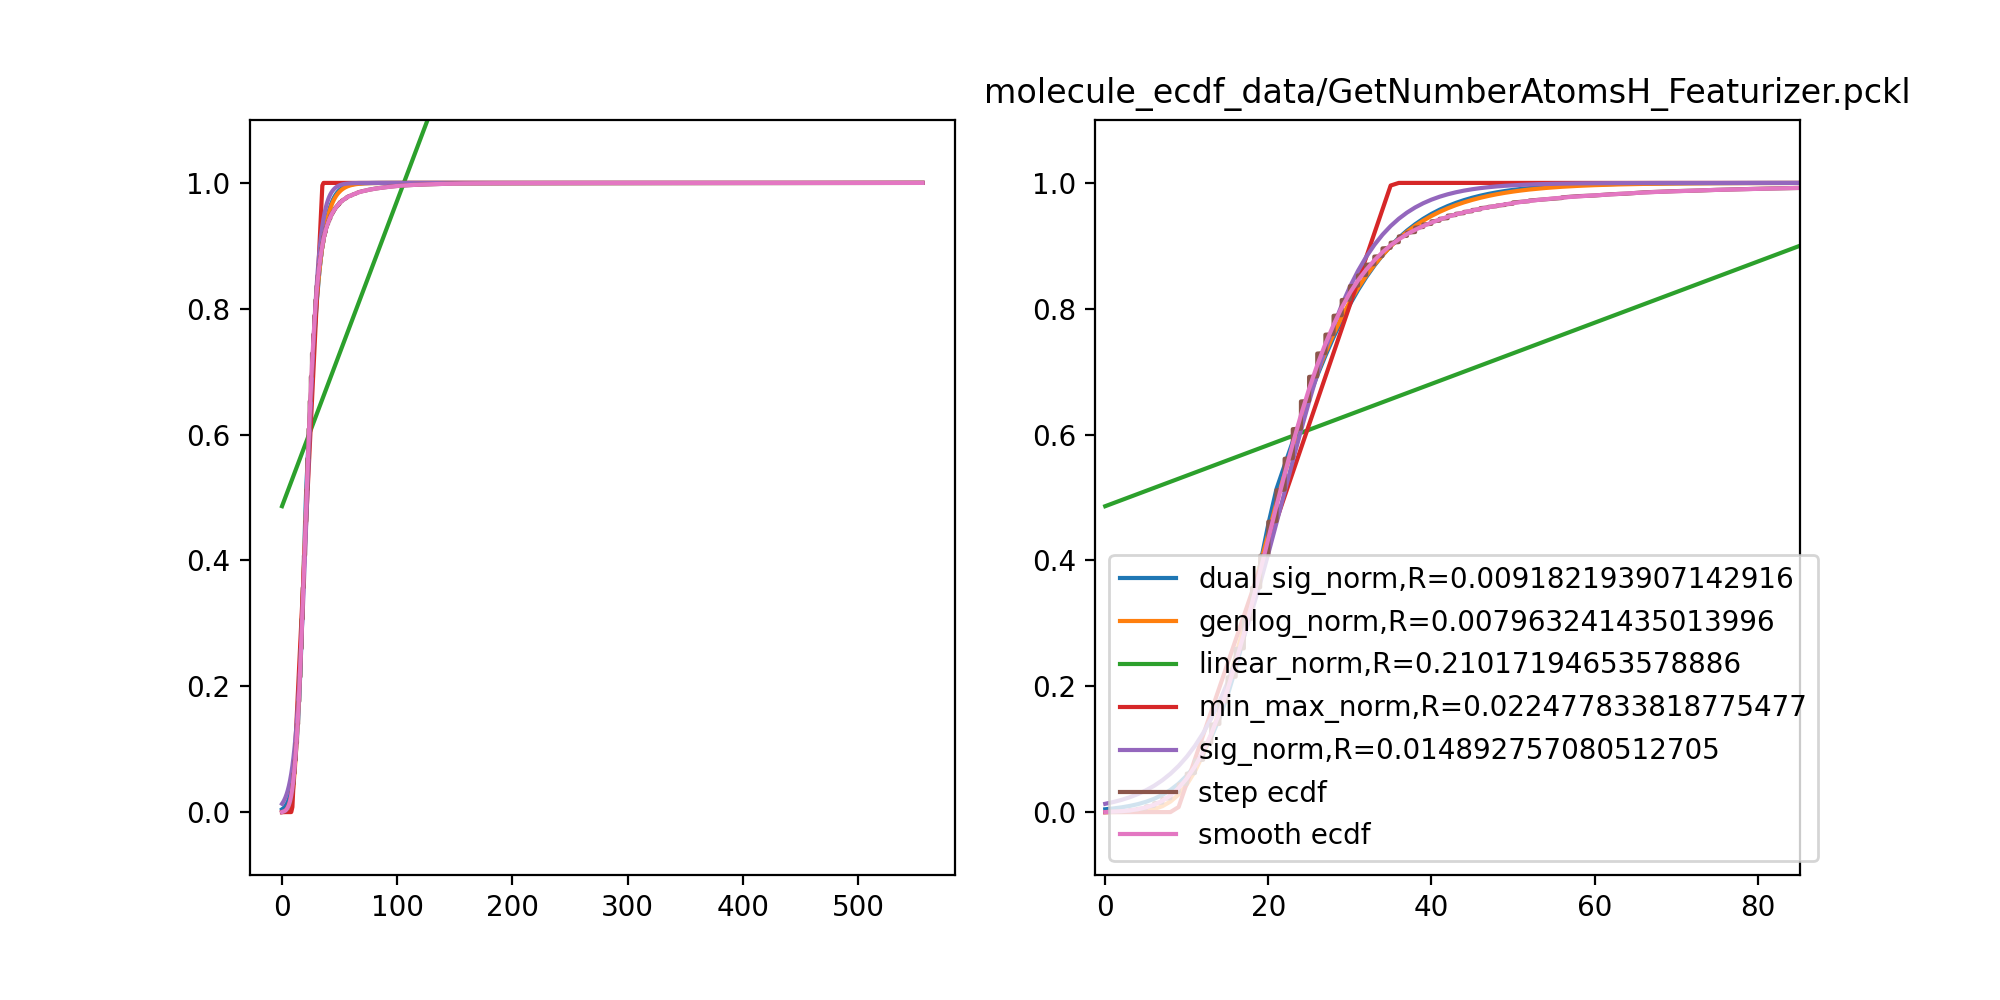 molecule_ecdf_data/GetNumberAtomsH_Featurizer.pckl
1.0
0.8
0.6
0.4
0.2
0.0
0 100 200 300 400 500
1.0
0.8
0.6
0.4
0.2
0.0
dual_sig_norm,R=0.009182193907142916
genlog_norm,R=0.007963241435013996
linear_norm,R=0.21017194653578886
min_max_norm,R=0.022477833818775477
sig_norm,R=0.014892757080512705
step ecdf
smooth ecdf
0 20 40 60 80